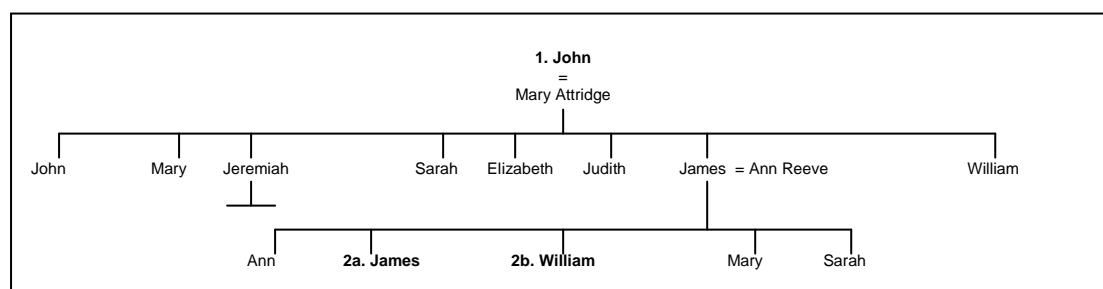 1. John
=
Mary Attridge
John Mary Jeremiah Sarah Elizabeth Judith James = Ann Reeve William
Ann 2a. James 2b. William Mary Sarah